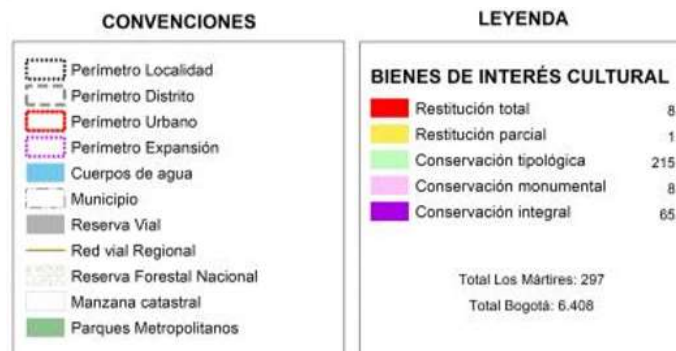 CONVENCIONES
Perímetro Localidad
Perímetro Distrito
Perímetro Urbano
Perímetro Expansión
Cuerpos de agua
Municipio
Reserva Vial
Red vial Regional
Reserva Forestal Nacional
Manzana catastral
Parques Metropolitanos
LEYENDA
BIENES DE INTERÉS CULTURAL
Restitución total 8
Restitución parcial 1
Conservación tipológica 215
Conservación monumental 8
Conservación integral 65
Total Los Mártires: 297
Total Bogotá: 6.408